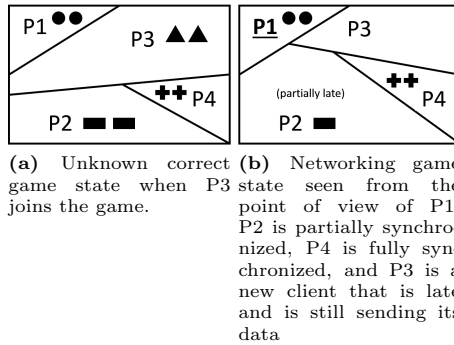 P1
P3
P4
P2
(a) Unknown correct
game state when P3
joins the game.
P1
P3
P4
(partially late)
P2
(b) Networking game
state seen from the
point of view of P1
P2 is partially synchro-
nized, P4 is fully syn-
chronized, and P3 is a
new client that is late
and is still sending its
data